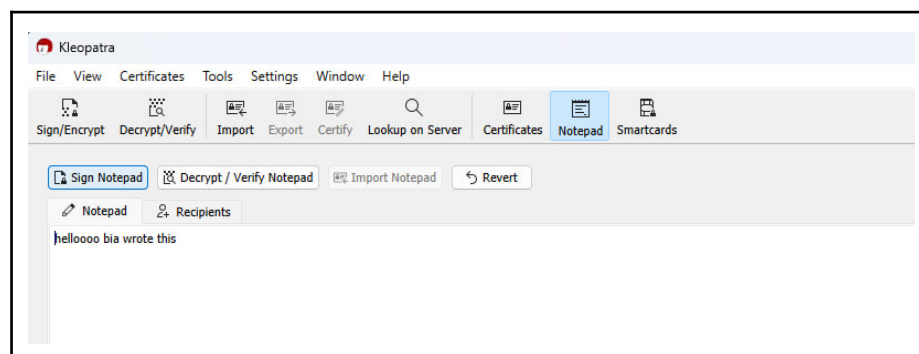 Kleopatra
File View Certificates Tools Settings Window Help
Sign/Encrypt Decrypt/Verify Import Export Certify Lookup on Server Certificates Notepad Smartcards
Sign Notepad Decrypt / Verify Notepad Import Notepad Revert
Notepad Recipients
helloooo bia wrote this